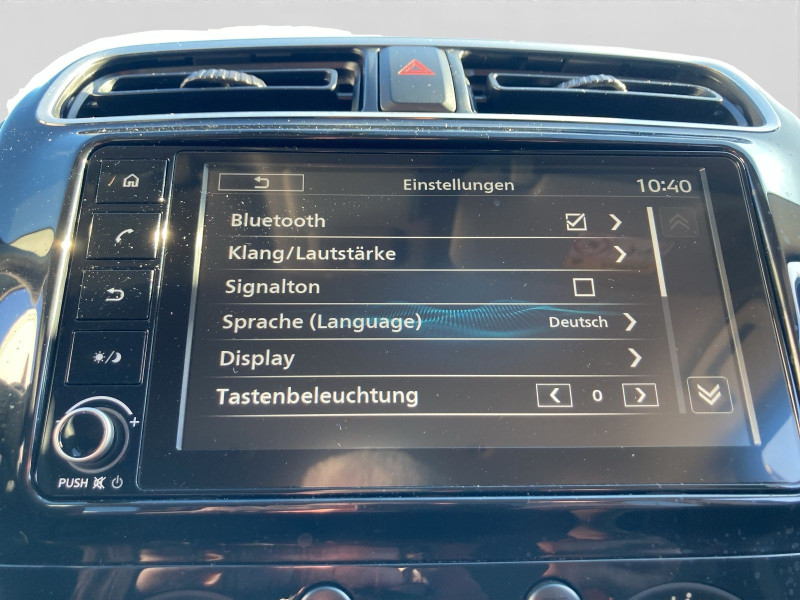 Einstellungen 10:40
Bluetooth
Klang/Lautstärke
Signalton
Sprache (Language) Deutsch
Display
Tastenbeleuchtung 0
+
PUSH